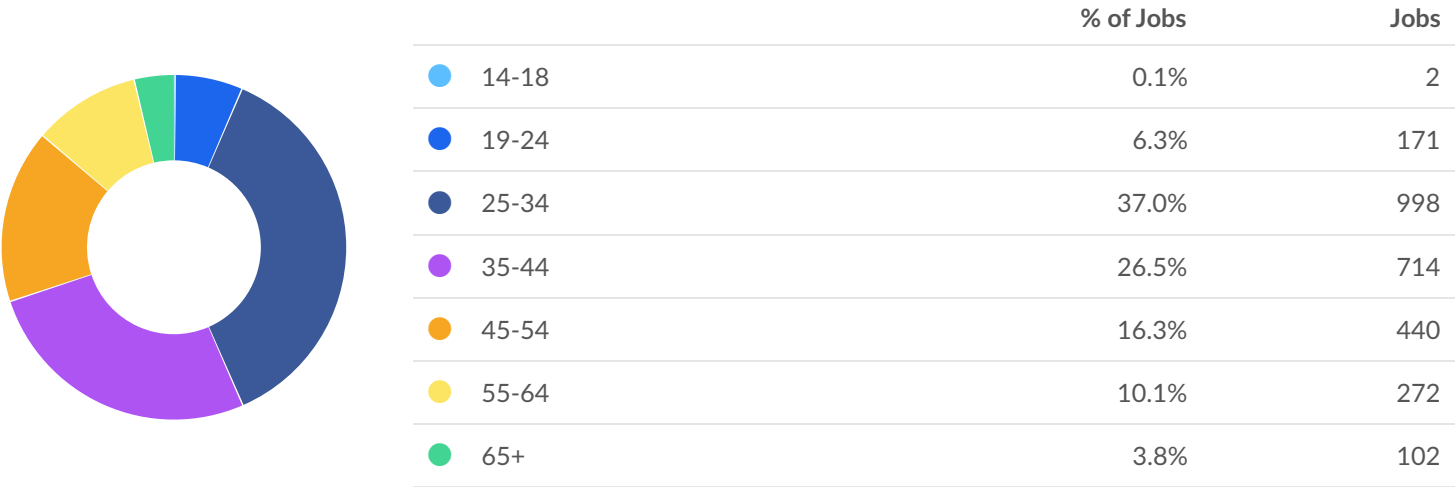 % of Jobs Jobs
14-18 0.1% 2
19-24 6.3% 171
25-34 37.0% 998
35-44 26.5% 714
45-54 16.3% 440
55-64 10.1% 272
65+ 3.8% 102